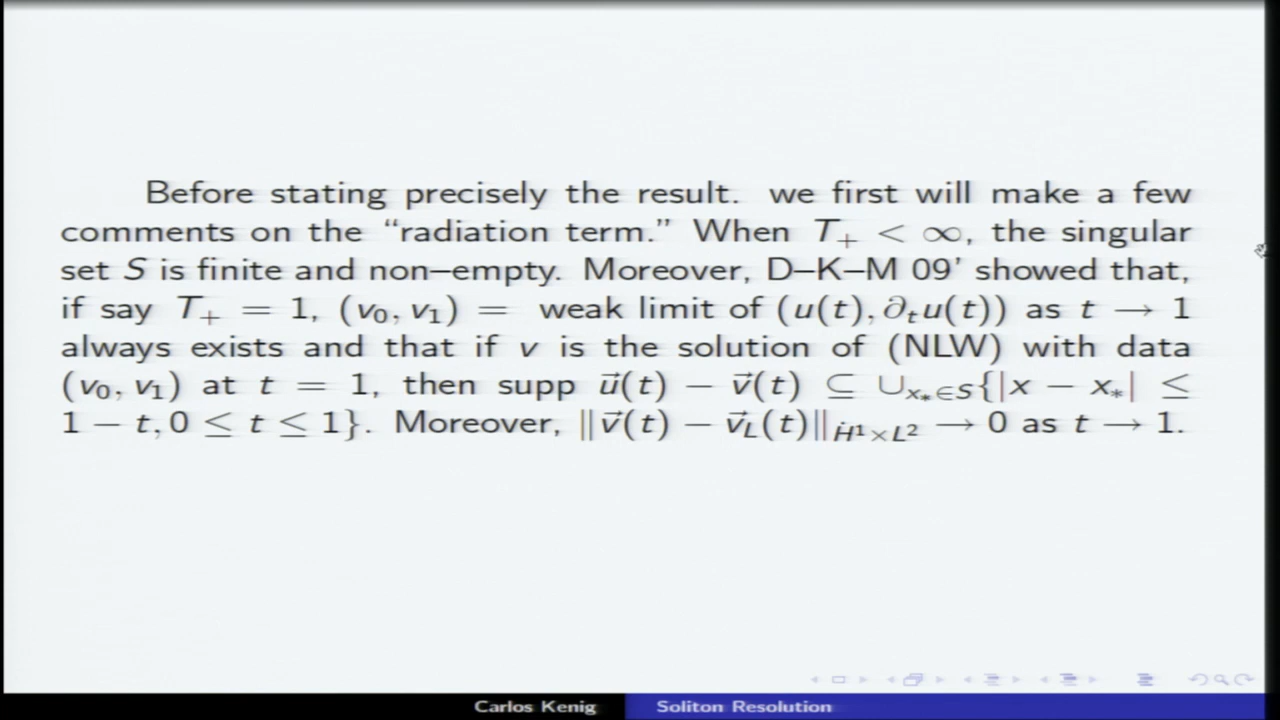 Before stating precisely the result. we first will make a few
comments on the “radiation term.” When T₊ < ∞, the singular
set S is finite and non–empty. Moreover, D–K–M 09’ showed that,
if say T₊ = 1, (v₀, v₁) = weak limit of (u(t), ∂ₜu(t)) as t → 1
always exists and that if v is the solution of (NLW) with data
(v₀, v₁) at t = 1, then supp u⃗(t) − v⃗(t) ⊆ ∪_{x_*∈S}{|x − x_*| ≤
1 − t, 0 ≤ t ≤ 1}. Moreover, ‖v⃗(t) − v⃗_L(t)‖_{Ḣ¹×L²} → 0 as t → 1.
Carlos Kenig
Soliton Resolution